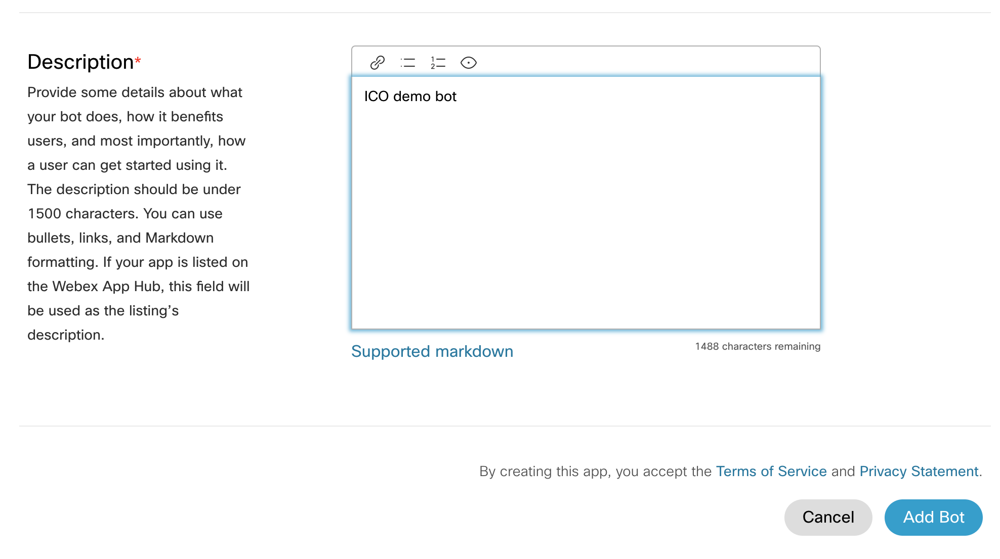 Description*
Provide some details about what
your bot does, how it benefits
users, and most importantly, how
a user can get started using it.
The description should be under
1500 characters. You can use
bullets, links, and Markdown
formatting. If your app is listed on
the Webex App Hub, this field will
be used as the listing’s
description.
1
2
ICO demo bot
Supported markdown
1488 characters remaining
By creating this app, you accept the Terms of Service and Privacy Statement.
Cancel
Add Bot